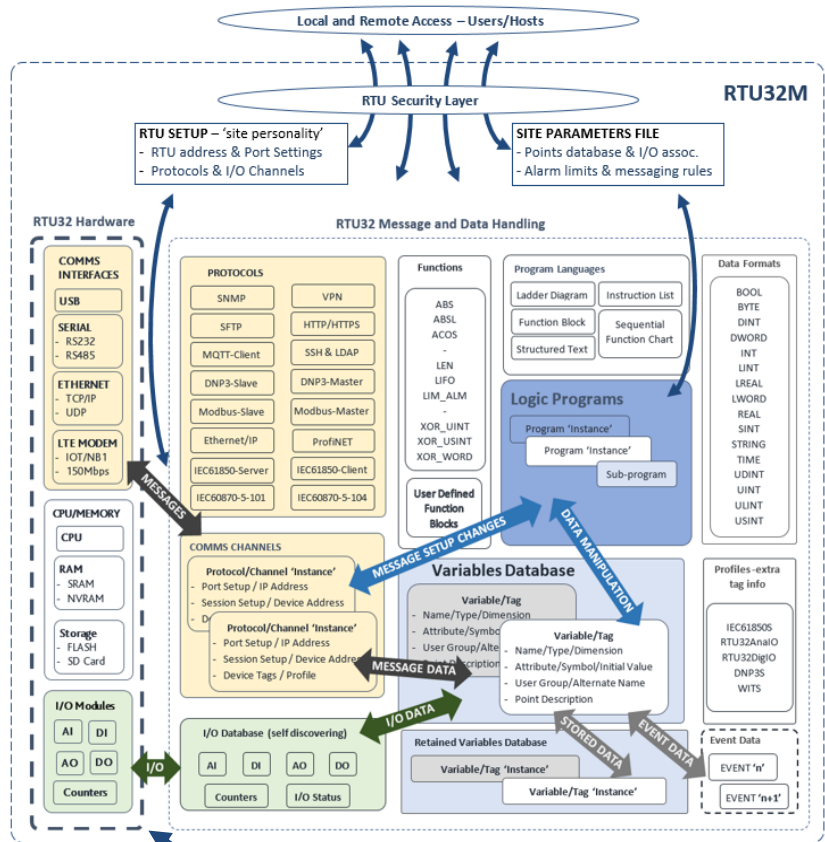 Local and Remote Access – Users/Hosts
RTU Security Layer
RTU32M
RTU SETUP – ‘site personality’
- RTU address & Port Settings
- Protocols & I/O Channels
SITE PARAMETERS FILE
- Points database & I/O assoc.
- Alarm limits & messaging rules
RTU32 Hardware
RTU32 Message and Data Handling
COMMS
INTERFACES
USB
SERIAL
- RS232
- RS485
ETHERNET
- TCP/IP
- UDP
LTE MODEM
- IOT/NB1
- 150Mbps
CPU/MEMORY
CPU
RAM
- SRAM
- NVRAM
Storage
- FLASH
- SD Card
I/O Modules
AI
DI
AO
DO
Counters
I/O
MESSAGES
PROTOCOLS
SNMP
VPN
SFTP
HTTP/HTTPS
MQTT-Client
SSH & LDAP
DNP3-Slave
DNP3-Master
Modbus-Slave
Modbus-Master
Ethernet/IP
ProfiNET
IEC61850-Server
IEC61850-Client
IEC60870-5-101
IEC60870-5-104
COMMS CHANNELS
Protocol/Channel ‘Instance’
- Port Setup / IP Address
- Session Setup / Device Address
Protocol/Channel ‘Instance’
- Port Setup / IP Address
- Session Setup / Device Address
- Device Tags / Profile
I/O Database (self discovering)
AI
DI
AO
DO
Counters
I/O Status
MESSAGE SETUP CHANGES
MESSAGE DATA
I/O DATA
Functions
ABS
ABSL
ACOS
-
LEN
LIFO
LIM_ALM
-
XOR_UINT
XOR_USINT
XOR_WORD
User Defined
Function
Blocks
Program Languages
Ladder Diagram
Instruction List
Function Block
Sequential
Function Chart
Structured Text
Logic Programs
Program ‘Instance’
Program ‘Instance’
Sub-program
DATA MANIPULATION
Variables Database
Variable/Tag
- Name/Type/Dimension
- Attribute/Symbo
- User Group/Alte
Variable/Tag
- Name/Type/Dimension
- Attribute/Symbol/Initial Value
- User Group/Alternate Name
- Point Description
STORED DATA
EVENT DATA
Retained Variables Database
Variable/Tag ‘Instance’
Variable/Tag ‘Instance’
Data Formats
BOOL
BYTE
DINT
DWORD
INT
LINT
LREAL
LWORD
REAL
SINT
STRING
TIME
UDINT
UINT
ULINT
USINT
Profiles-extra
tag info
IEC61850S
RTU32AnaIO
RTU32DigIO
DNP3S
WITS
Event Data
EVENT ‘n’
EVENT ‘n+1’